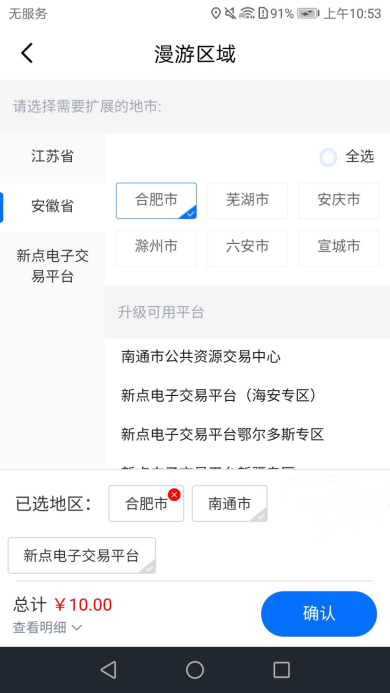 无服务 91% 上午10:53
漫游区域
请选择需要扩展的地市:
江苏省
全选
安徽省
合肥市 芜湖市 安庆市
滁州市 六安市 宣城市
新点电子交
易平台
升级可用平台
南通市公共资源交易中心
新点电子交易平台（海安专区）
新点电子交易平台鄂尔多斯专区
已选地区： 合肥市 南通市
新点电子交易平台
总计 ￥10.00
查看明细
确认